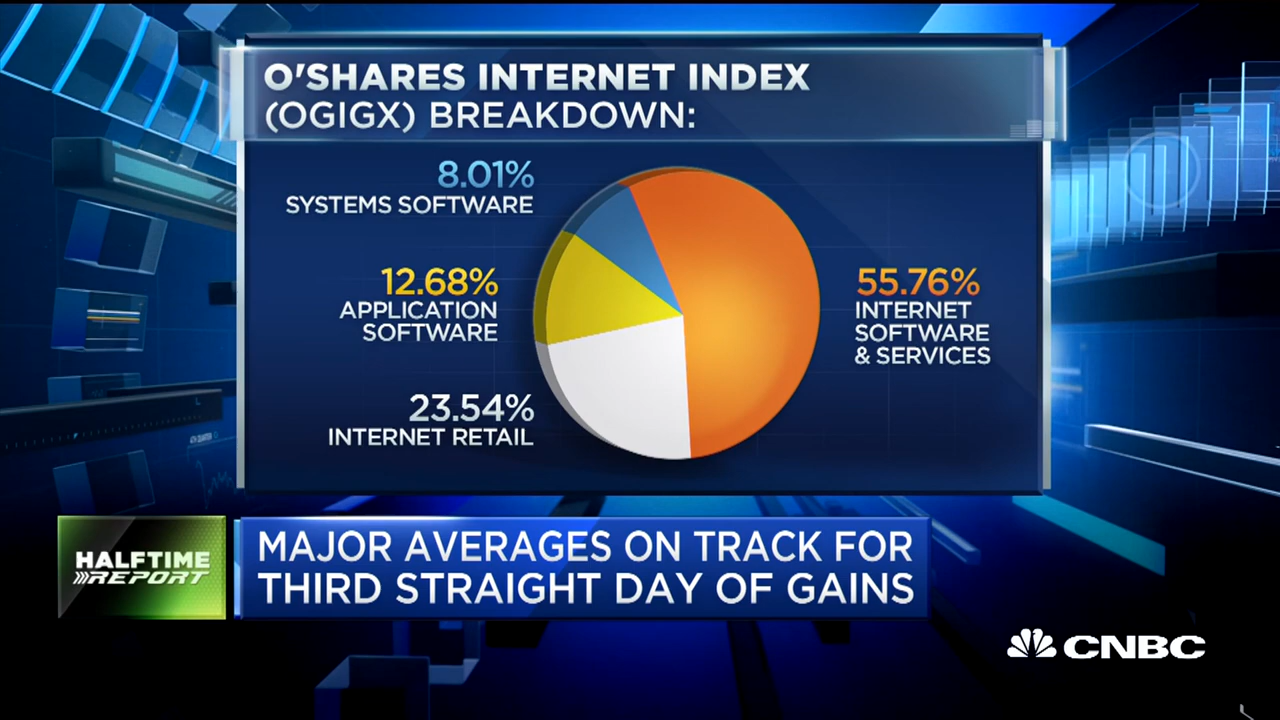 O'SHARES INTERNET INDEX
(OGIGX) BREAKDOWN:
8.01%
SYSTEMS SOFTWARE
12.68%
APPLICATION
SOFTWARE
23.54%
INTERNET RETAIL
55.76%
INTERNET
SOFTWARE
& SERVICES
HALFTIME
REPORT
MAJOR AVERAGES ON TRACK FOR
THIRD STRAIGHT DAY OF GAINS
CNBC